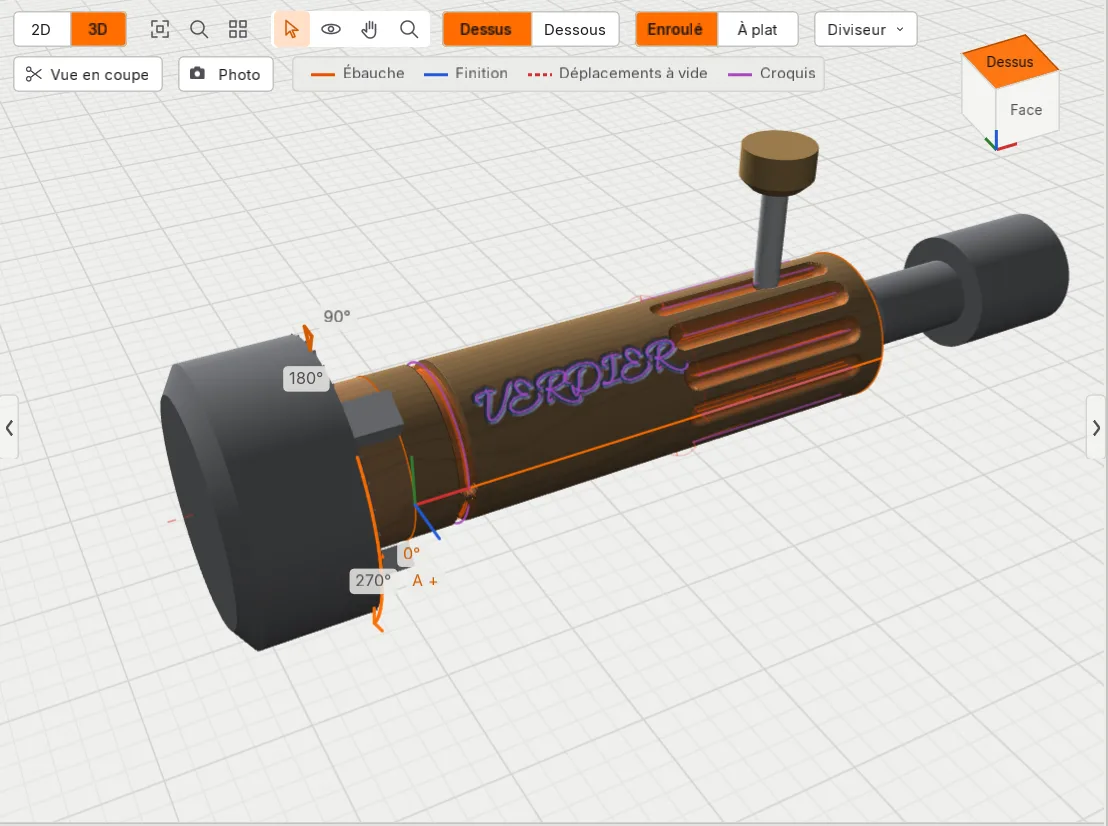 2D 3D Dessus Dessous Enroulé À plat Diviseur
Vue en coupe Photo Ébauche Finition Déplacements à vide Croquis
Dessus
Face
90°
180°
VERDIER
0°
270° A +